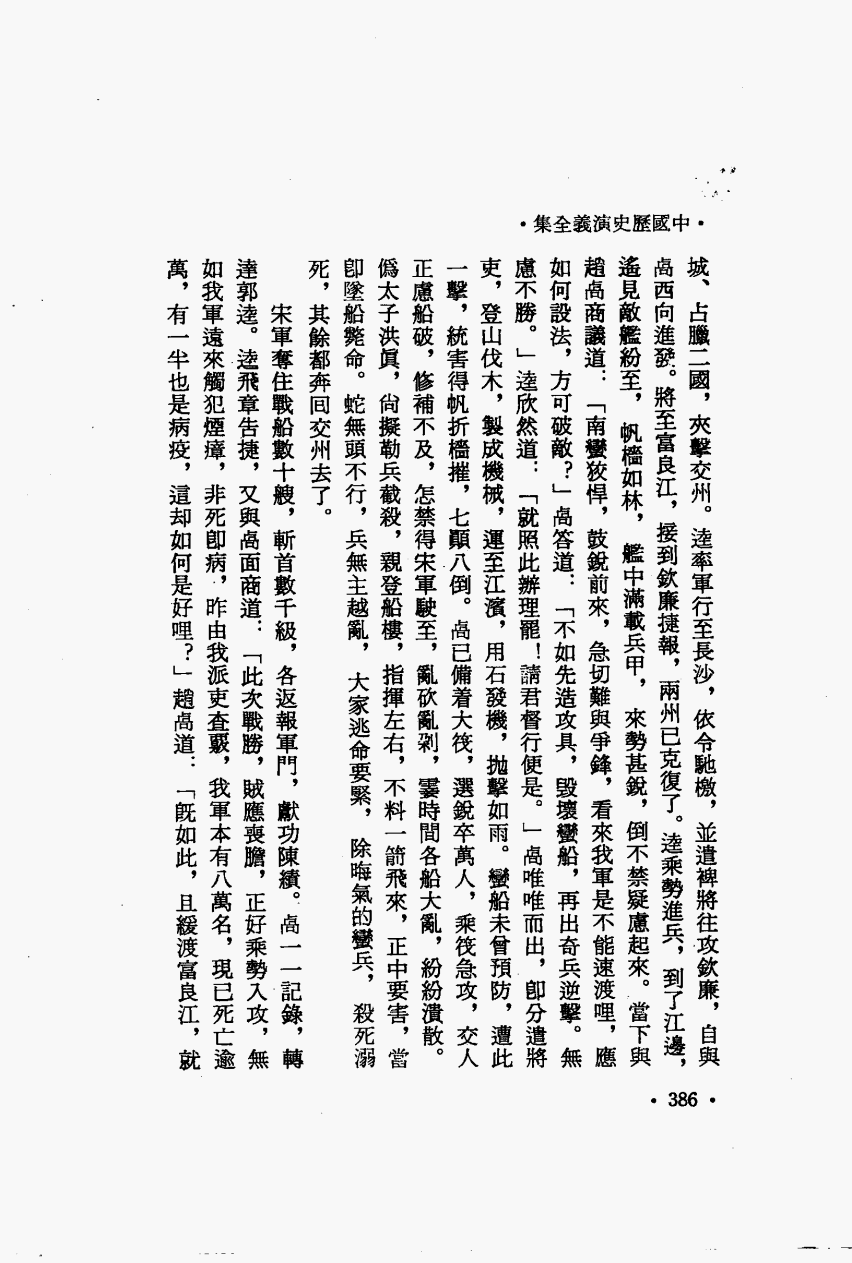 ·中國歷史演義全集·
城、占臘二國，夾擊交州。逵率軍行至長沙，依令馳檄，並遣裨將往攻欽廉，自與
卨西向進發。將至富良江，接到欽廉捷報，兩州已克復了。逵乘勢進兵，到了江邊，
遙見敵艦紛至，帆檣如林，艦中滿載兵甲，來勢甚銳，倒不禁疑慮起來。當下與
趙卨商議道：「南蠻狡悍，鼓銳前來，急切難與爭鋒，看來我軍是不能速渡哩，應
如何設法，方可破敵？」卨答道：「不如先造攻具，毀壞蠻船，再出奇兵逆擊。無
慮不勝。」逵欣然道：「就照此辦理罷！請君督行便是。」卨唯唯而出，卽分遣將
吏，登山伐木，製成機械，運至江濱，用石發機，拋擊如雨。蠻船未曾預防，遭此
一擊，統害得帆折檣摧，七顚八倒。卨已備着大筏，選銳卒萬人，乘筏急攻，交人
正慮船破，修補不及，怎禁得宋軍駛至，亂砍亂剁，霎時間各船大亂，紛紛潰散。
僞太子洪眞，尙擬勒兵截殺，親登船樓，指揮左右，不料一箭飛來，正中要害，當
卽墜船斃命。蛇無頭不行，兵無主越亂，大家逃命要緊，除晦氣的蠻兵，殺死溺
死，其餘都奔回交州去了。
宋軍奪住戰船數十艘，斬首數千級，各返報軍門，獻功陳績。卨一一記錄，轉
達郭逵。逵飛章告捷，又與卨面商道：「此次戰勝，賊應喪膽，正好乘勢入攻，無
如我軍遠來觸犯煙瘴，非死卽病，昨由我派吏查覈，我軍本有八萬名，現已死亡逾
萬，有一半也是病疫，這却如何是好哩？」趙卨道：「旣如此，且緩渡富良江，就
·386·